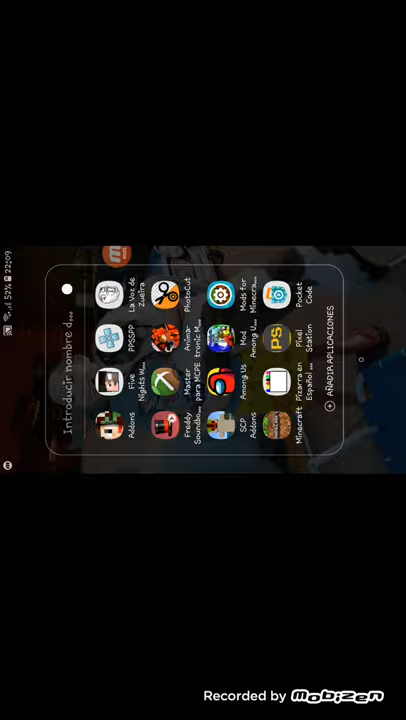 52% 22:09
Introducir nombre d...
Addons
Five Nights W...
PPSSPP
La Voz de Zueira
Freddy Soundbo...
Master para MCPE
Anima-tronic M...
PhotoCut
SCP Addons
Among Us
Mod Among U...
Mods for Minecra...
Minecraft
Pizarra en Español
Pixel Station
Pocket Code
AÑADIR APLICACIONES
Recorded by Mobizen